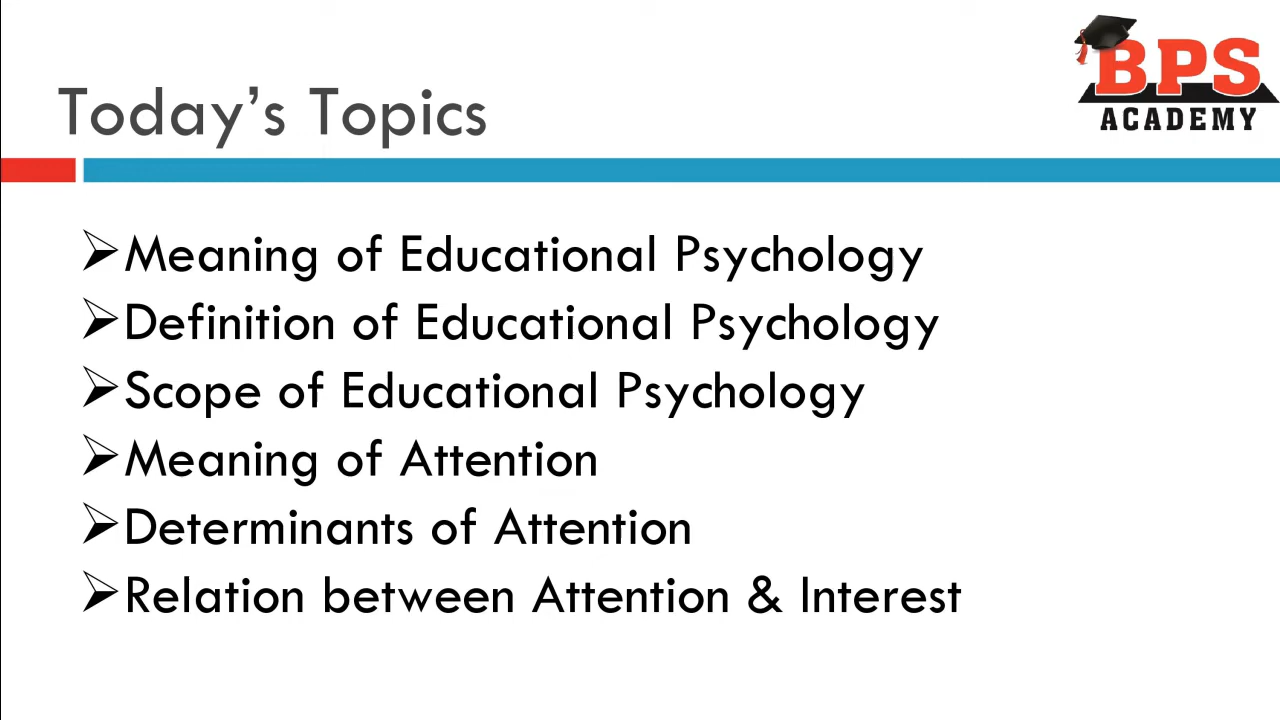 Today’s Topics
BPS
ACADEMY
➢Meaning of Educational Psychology
➢Definition of Educational Psychology
➢Scope of Educational Psychology
➢Meaning of Attention
➢Determinants of Attention
➢Relation between Attention & Interest